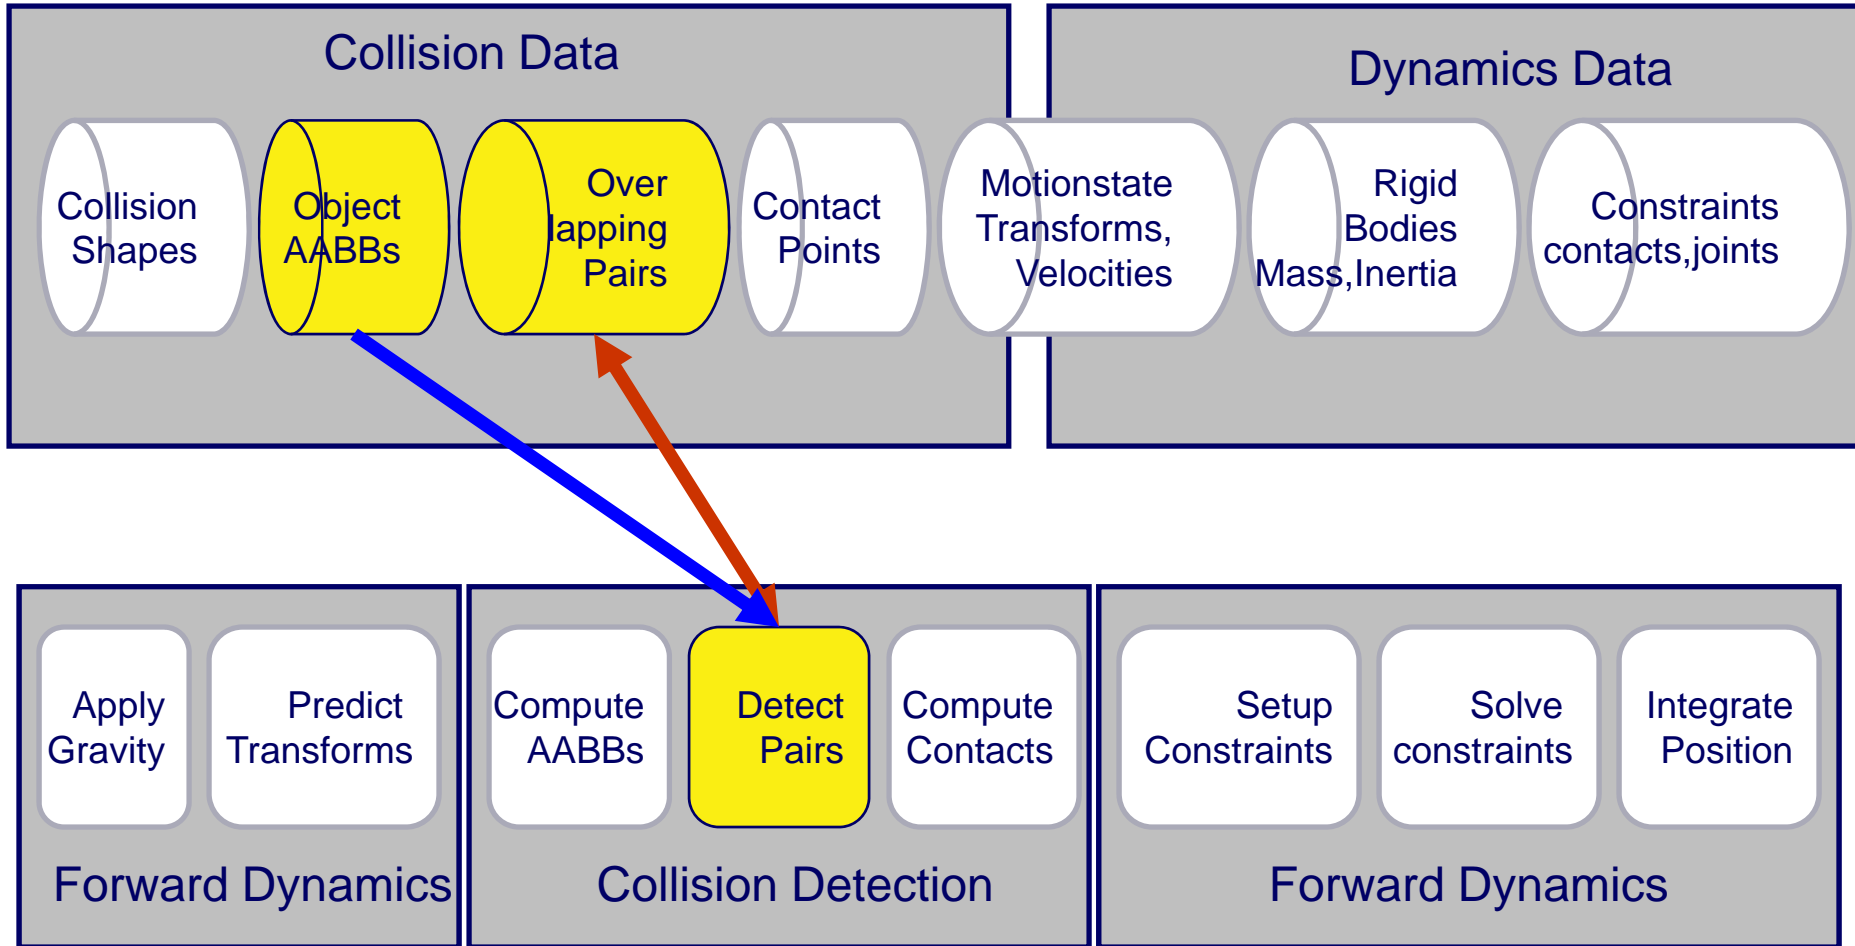 Collision Data
Dynamics Data
Collision
Shapes
Object
AABBs
Over
lapping
Pairs
Contact
Points
Motionstate
Transforms,
Velocities
Rigid
Bodies
Mass,Inertia
Constraints
contacts,joints
Apply
Gravity
Predict
Transforms
Compute
AABBs
Detect
Pairs
Compute
Contacts
Setup
Constraints
Solve
constraints
Integrate
Position
Forward Dynamics
Collision Detection
Forward Dynamics